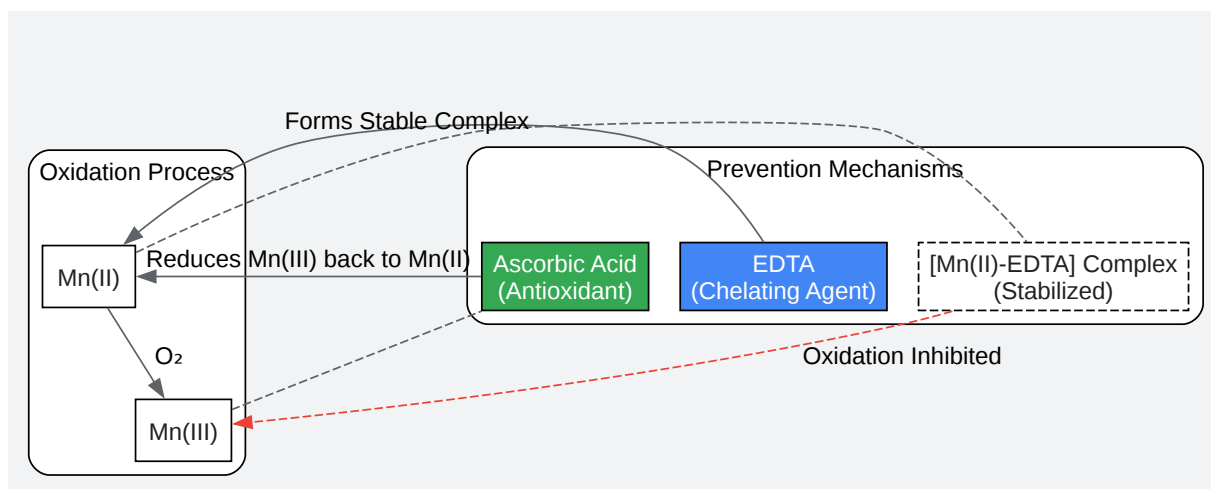 Forms Stable Complex
Oxidation Process
Prevention Mechanisms
Reduces Mn(III) back to Mn(II)
Mn(II)
Ascorbic Acid
(Antioxidant)
EDTA
(Chelating Agent)
[Mn(II)-EDTA] Complex
(Stabilized)
O₂
Oxidation Inhibited
Mn(III)